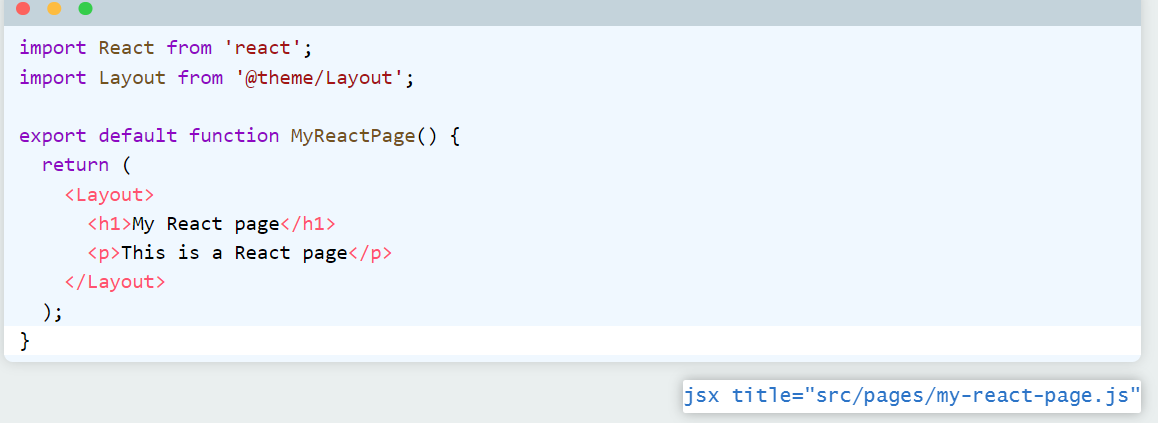 import React from 'react';
import Layout from '@theme/Layout';

export default function MyReactPage() {
  return (
    <Layout>
      <h1>My React page</h1>
      <p>This is a React page</p>
    </Layout>
  );
}
jsx title="src/pages/my-react-page.js"